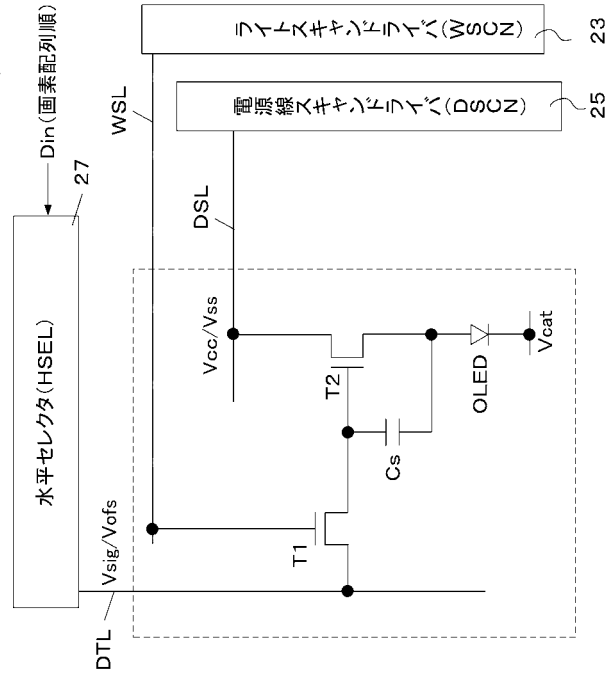 Din(画素配列順)
27
水平セレクタ(HSEL)
ライトスキャンドライバ(WSCN)
23
電源線スキャンドライバ(DSCN)
25
WSL
DSL
Vsig/Vofs
DTL
Vcc/Vss
T1
T2
Cs
OLED
Vcat